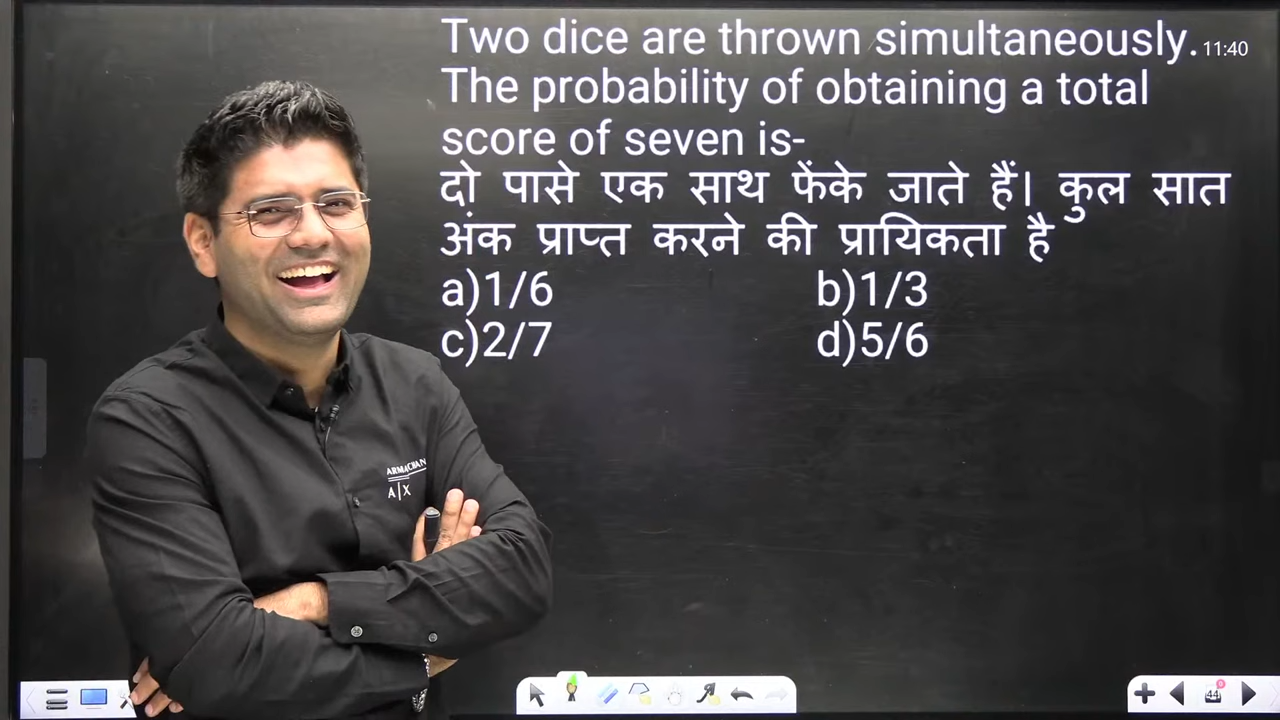 Two dice are thrown simultaneously. 11:40
The probability of obtaining a total
score of seven is-
दो पासे एक साथ फेंके जाते हैं। कुल सात
अंक प्राप्त करने की प्रायिकता है
a)1/6 b)1/3
c)2/7 d)5/6
A|X
44